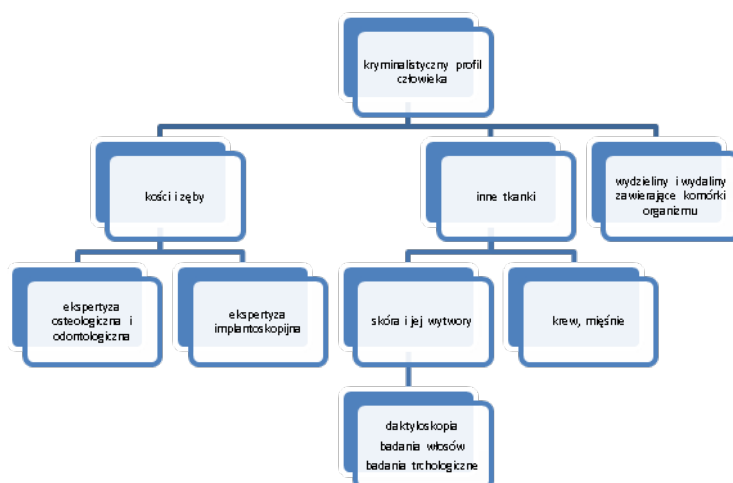 kryminalistyczny profil
człowieka
kości i zęby
inne tkanki
wydzieliny i wydaliny
zawierające komórki
organizmu
ekspertyza
osteologiczna i
odontologiczna
ekspertyza
implantoskopijna
skóra i jej wytwory
krew, mięśnie
daktyloskopia
badania włosów
badania trchologiczne